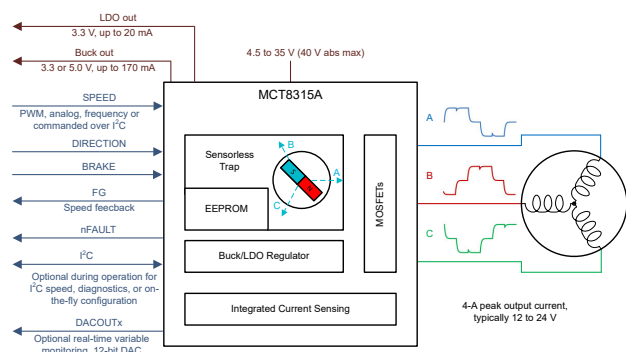 LDO out
3.3 V, up to 20 mA
Buck out
3.3 or 5.0 V, up to 170 mA
4.5 to 35 V (40 V abs max)
MCT8315A
SPEED
PWM, analog, frequency or
commanded over I²C
DIRECTION
BRAKE
FG
Speed feecback
nFAULT
I²C
Optional during operation for
I²C speed, diagnostics, or on-
the-fly configuration
DACOUTx
Optional real-time variable
monitoring, 12-bit DAC
Sensorless
Trap
EEPROM
B
A
C
MOSFETs
Buck/LDO Regulator
Integrated Current Sensing
A
B
C
4-A peak output current,
typically 12 to 24 V